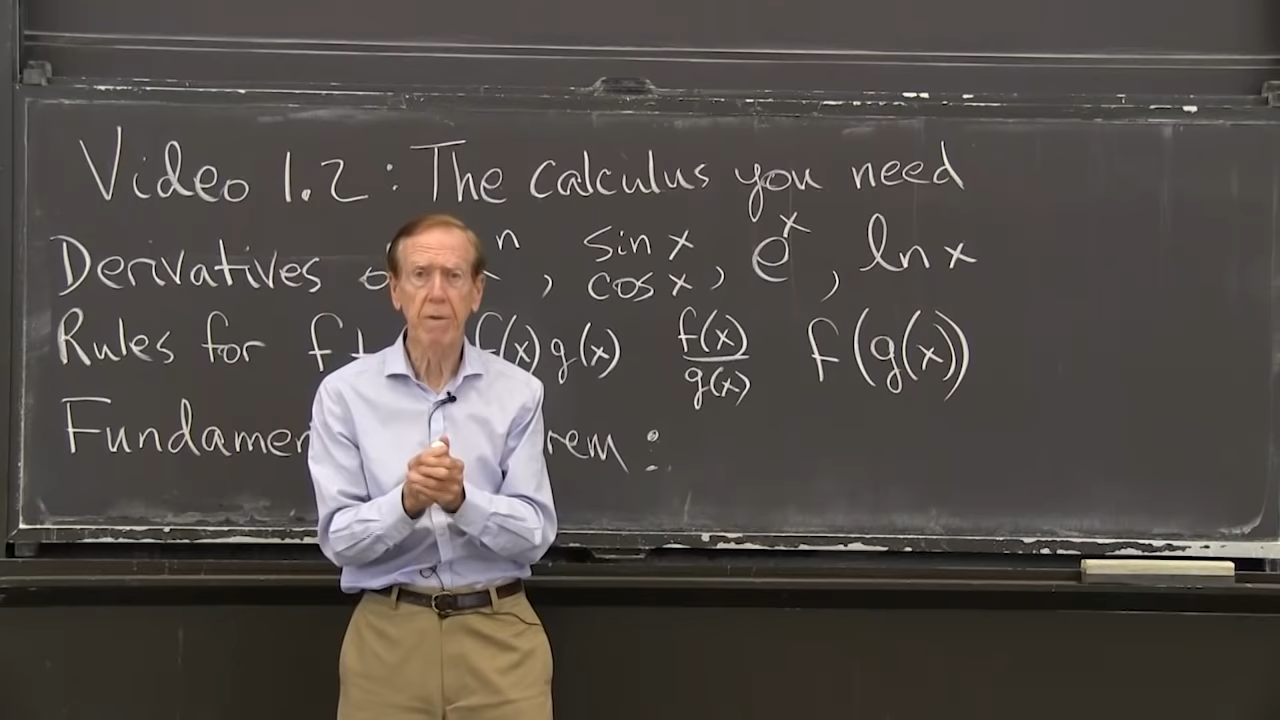 Video 1.2: The calculus you need
Derivatives n, sin x cos x, e^x, ln x
Rules for f + f(x)g(x) f(x)/g(x) f(g(x))
Fundamen rem: